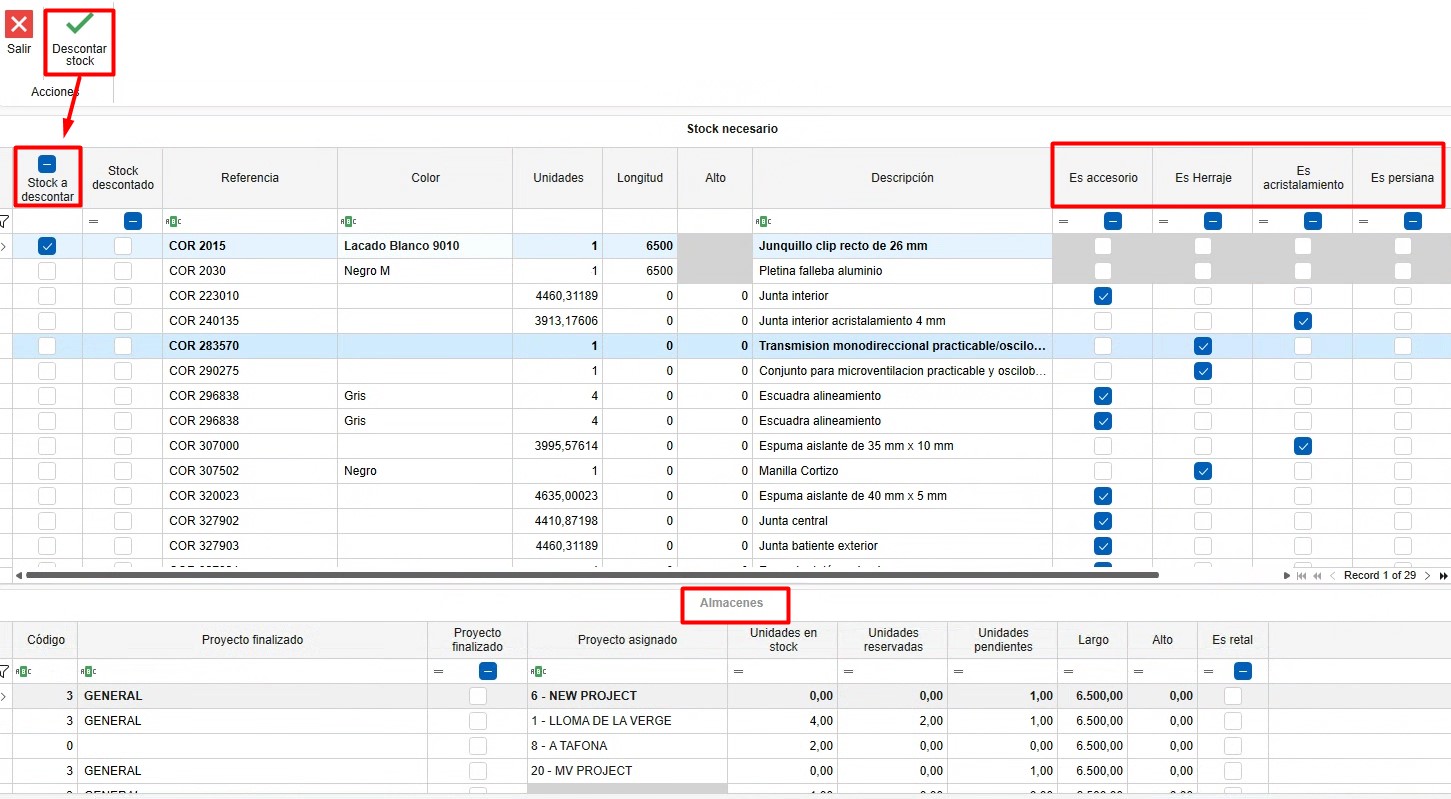 Salir
Descontar
stock
Acciones
Stock necesario
Stock a
descontar
Stock
descontado
Referencia
Color
Unidades
Longitud
Alto
Descripción
Es accesorio
Es Herraje
Es
acristalamiento
Es persiana
COR 2015 Lacado Blanco 9010 1 6500 Junquillo clip recto de 26 mm
COR 2030 Negro M 1 6500 Pletina falleba aluminio
COR 223010 4460,31189 0 0 Junta interior
COR 240135 3913,17606 0 0 Junta interior acristalamiento 4 mm
COR 283570 1 0 0 Transmision monodireccional practicable/oscilo...
COR 290275 1 0 0 Conjunto para microventilacion practicable y oscilob...
COR 296838 Gris 4 0 0 Escuadra alineamiento
COR 296838 Gris 4 0 0 Escuadra alineamiento
COR 307000 3995,57614 0 0 Espuma aislante de 35 mm x 10 mm
COR 307502 Negro 1 0 0 Manilla Cortizo
COR 320023 4635,00023 0 0 Espuma aislante de 40 mm x 5 mm
COR 327902 4410,87198 0 0 Junta central
COR 327903 4460,31189 0 0 Junta batiente exterior
Record 1 of 29
Almacenes
Código
Proyecto finalizado
Proyecto
finalizado
Proyecto asignado
Unidades en
stock
Unidades
reservadas
Unidades
pendientes
Largo
Alto
Es retal
3 GENERAL 6 - NEW PROJECT 0,00 0,00 1,00 6.500,00 0,00
3 GENERAL 1 - LLOMA DE LA VERGE 4,00 2,00 1,00 6.500,00 0,00
0 8 - A TAFONA 2,00 0,00 0,00 6.500,00 0,00
3 GENERAL 20 - MV PROJECT 0,00 0,00 1,00 6.500,00 0,00